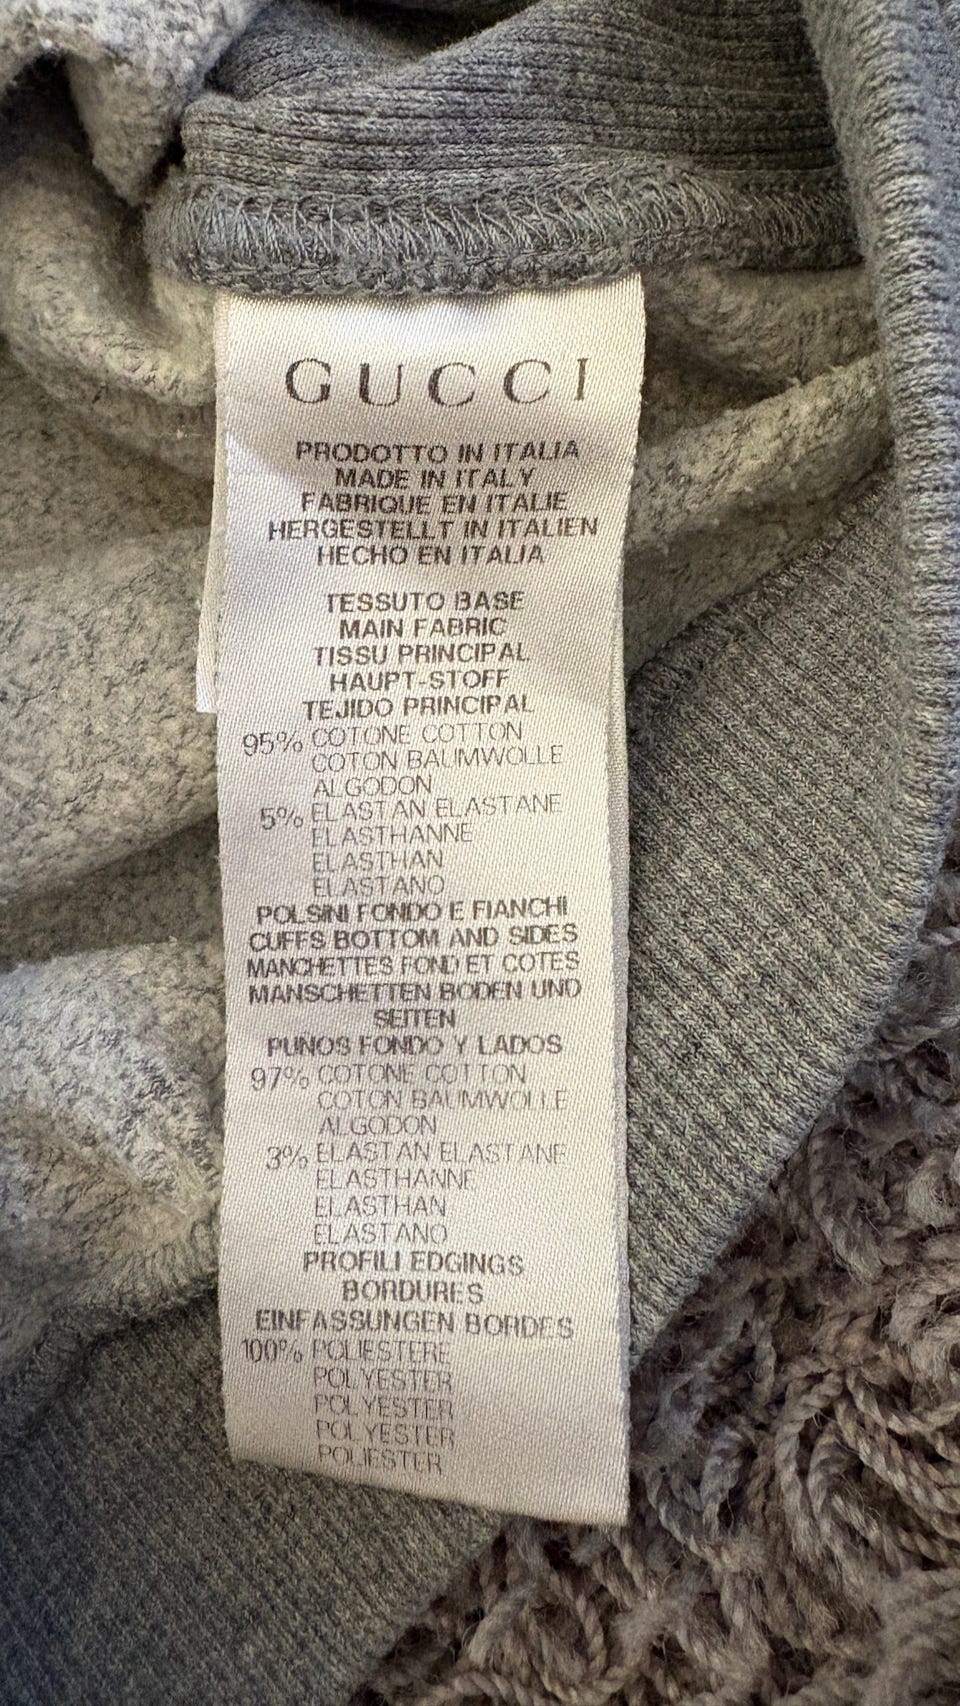 GUCCI
PRODOTTO IN ITALIA
MADE IN ITALY
FABRIQUE EN ITALIE
HERGESTELLT IN ITALIEN
HECHO EN ITALIA
TESSUTO BASE
MAIN FABRIC
TISSU PRINCIPAL
HAUPT-STOFF
TEJIDO PRINCIPAL
95% COTONE COTTON
COTON BAUMWOLLE
ALGODON
5% ELASTAN ELASTANE
ELASTHANNE
ELASTHAN
ELASTANO
POLSINI FONDO E FIANCHI
CUFFS BOTTOM AND SIDES
MANCHETTES FOND ET COTES
MANSCHETTEN BODEN UND
SEITEN
PUÑOS FONDO Y LADOS
97% COTONE COTTON
COTON BAUMWOLLE
ALGODON
3% ELASTAN ELASTANE
ELASTHANNE
ELASTHAN
ELASTANO
PROFILI EDGINGS
BORDURES
EINFASSUNGEN BORDES
100% POLIESTERE
POLYESTER
POLYESTER
POLYESTER
POLIESTER